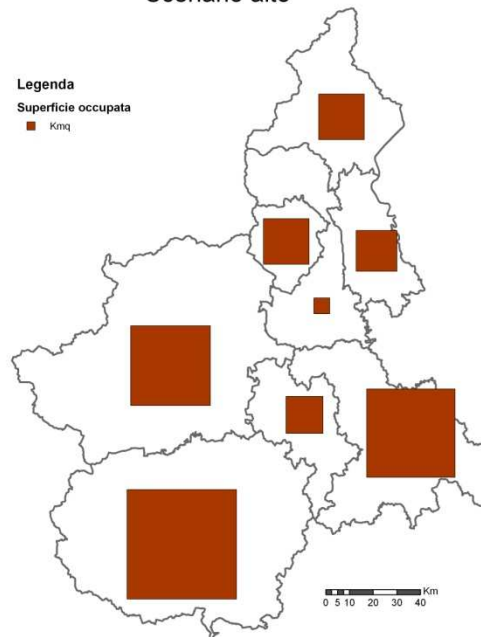 Scenario alto
Legenda
Superficie occupata
Kmq
Km
0 5 10 20 30 40